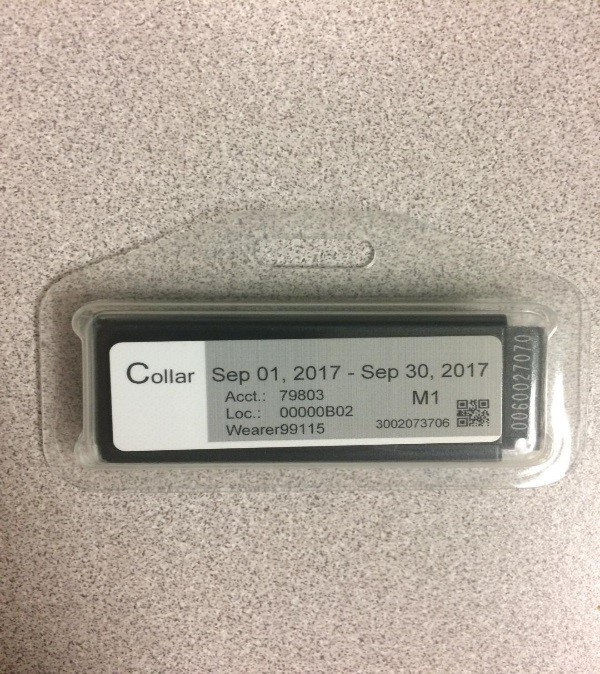 Collar Sep 01, 2017 - Sep 30, 2017
Acct.: 79803 M1
Loc.: 00000B02
Wearer99115 3002073706
0060027070